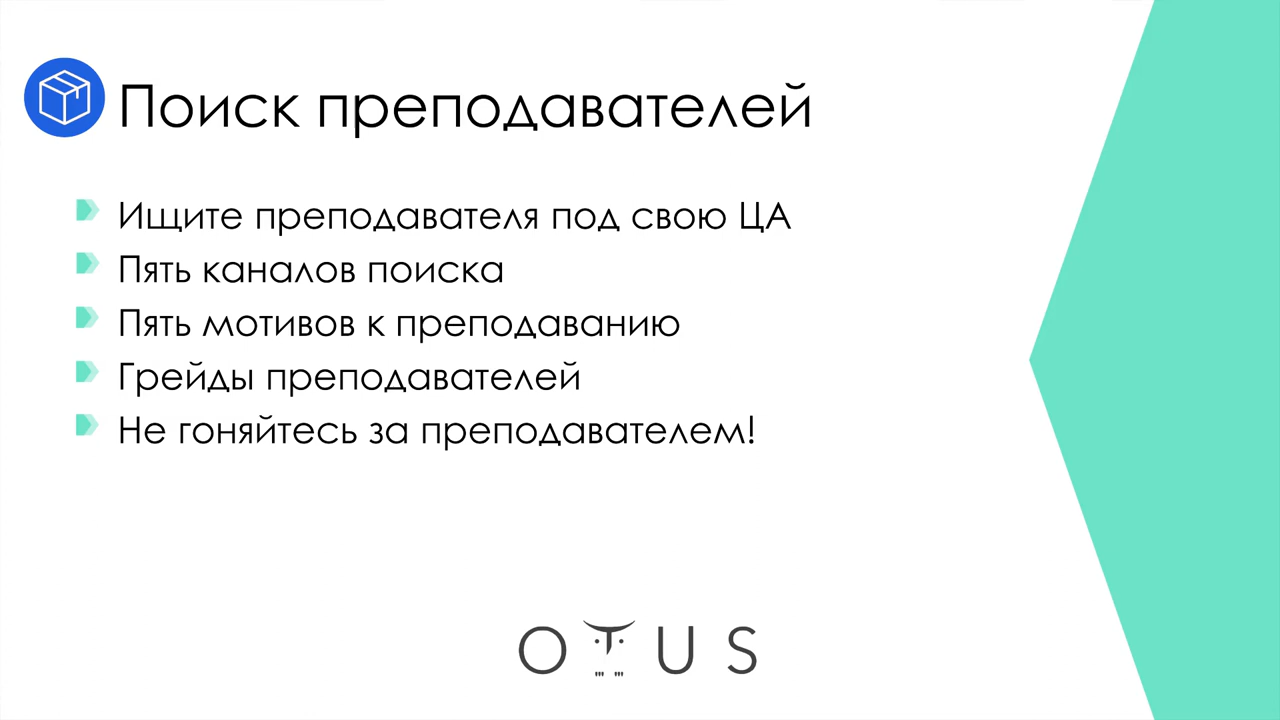 Поиск преподавателей
Ищите преподавателя под свою ЦА
Пять каналов поиска
Пять мотивов к преподаванию
Грейды преподавателей
Не гоняйтесь за преподавателем!
OTUS